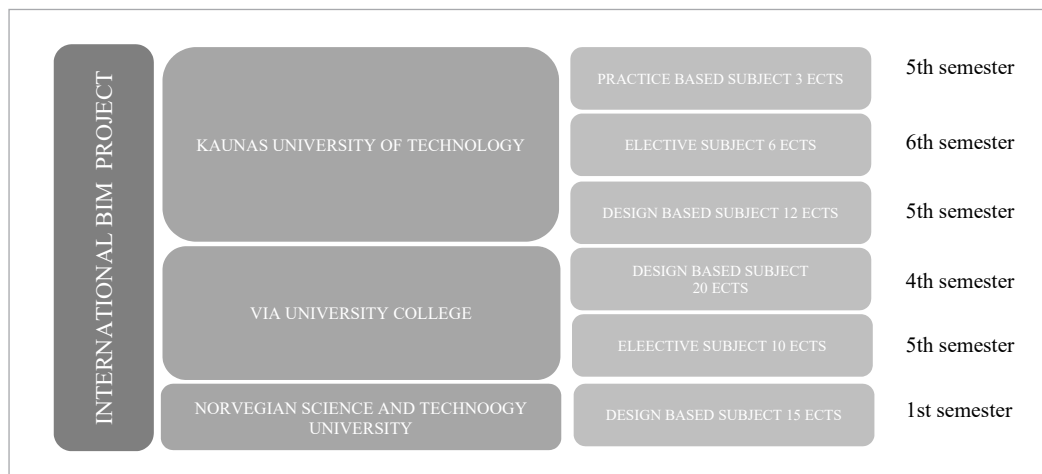 INTERNATIONAL BIM PROJECT
KAUNAS UNIVERSITY OF TECHNOLOGY
PRACTICE BASED SUBJECT 3 ECTS
5th semester
ELECTIVE SUBJECT 6 ECTS
6th semester
DESIGN BASED SUBJECT 12 ECTS
5th semester
VIA UNIVERSITY COLLEGE
DESIGN BASED SUBJECT
20 ECTS
4th semester
ELEECTIVE SUBJECT 10 ECTS
5th semester
NORVEGIAN SCIENCE AND TECHNOOGY
UNIVERSITY
DESIGN BASED SUBJECT 15 ECTS
1st semester